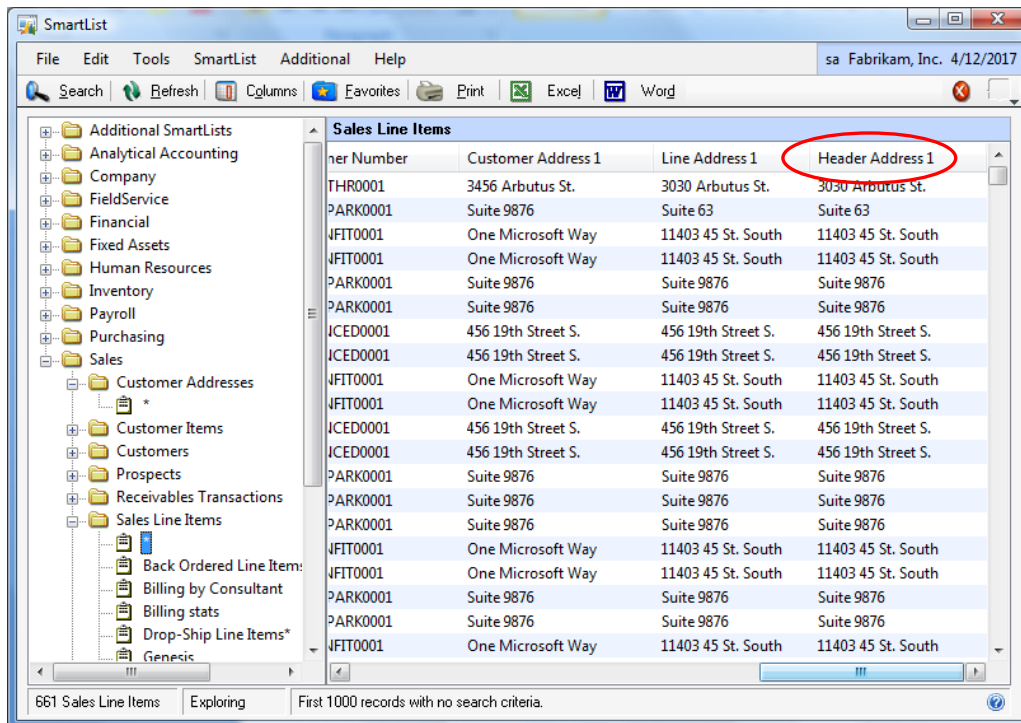 SmartList
File Edit Tools SmartList Additional Help sa Fabrikam, Inc. 4/12/2017
Search Refresh Columns Favorites Print Excel Word
Additional SmartLists
Analytical Accounting
Company
FieldService
Financial
Fixed Assets
Human Resources
Inventory
Payroll
Purchasing
Sales
Customer Addresses
*
Customer Items
Customers
Prospects
Receivables Transactions
Sales Line Items
*
Back Ordered Line Item
Billing by Consultant
Billing stats
Drop-Ship Line Items*
Genesis
Sales Line Items
ner Number Customer Address 1 Line Address 1 Header Address 1
THR0001 3456 Arbutus St. 3030 Arbutus St. 3030 Arbutus St.
PARK0001 Suite 9876 Suite 63 Suite 63
NFIT0001 One Microsoft Way 11403 45 St. South 11403 45 St. South
NFIT0001 One Microsoft Way 11403 45 St. South 11403 45 St. South
PARK0001 Suite 9876 Suite 9876 Suite 9876
PARK0001 Suite 9876 Suite 9876 Suite 9876
NCED0001 456 19th Street S. 456 19th Street S. 456 19th Street S.
NCED0001 456 19th Street S. 456 19th Street S. 456 19th Street S.
NFIT0001 One Microsoft Way 11403 45 St. South 11403 45 St. South
NFIT0001 One Microsoft Way 11403 45 St. South 11403 45 St. South
NCED0001 456 19th Street S. 456 19th Street S. 456 19th Street S.
NCED0001 456 19th Street S. 456 19th Street S. 456 19th Street S.
PARK0001 Suite 9876 Suite 9876 Suite 9876
PARK0001 Suite 9876 Suite 9876 Suite 9876
PARK0001 Suite 9876 Suite 9876 Suite 9876
NFIT0001 One Microsoft Way 11403 45 St. South 11403 45 St. South
NFIT0001 One Microsoft Way 11403 45 St. South 11403 45 St. South
PARK0001 Suite 9876 Suite 9876 Suite 9876
PARK0001 Suite 9876 Suite 9876 Suite 9876
NFIT0001 One Microsoft Way 11403 45 St. South 11403 45 St. South
661 Sales Line Items Exploring First 1000 records with no search criteria.